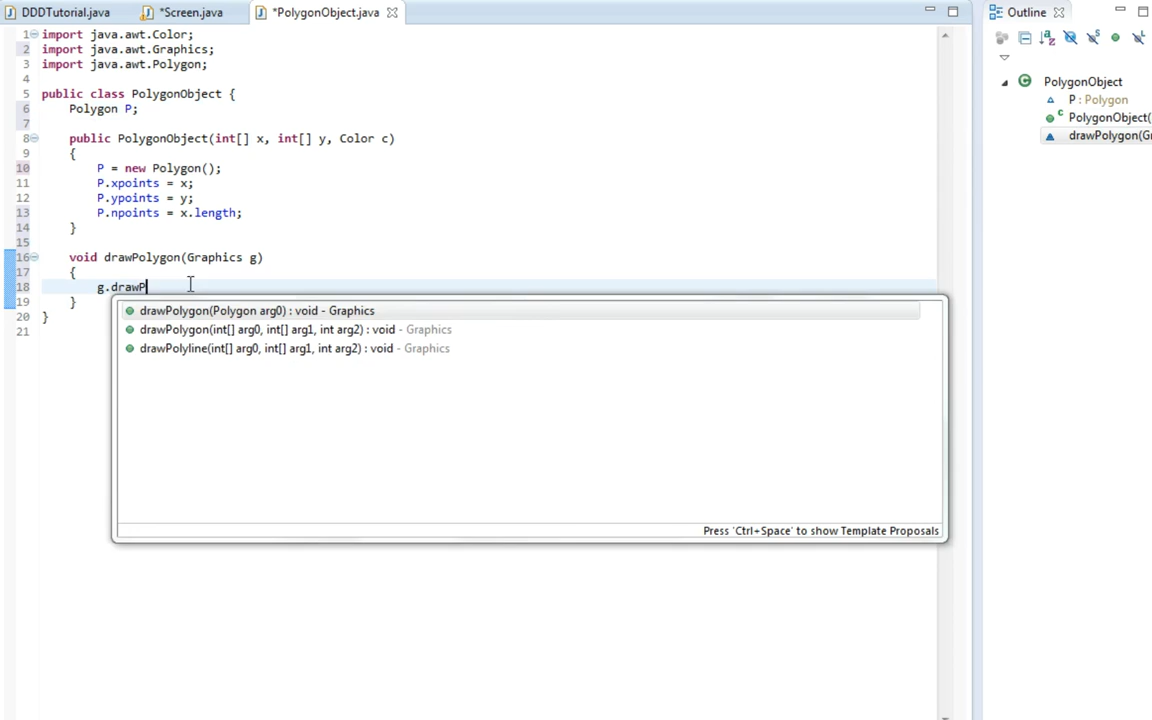 DDDTutorial.java *Screen.java *PolygonObject.java
1 import java.awt.Color;
2 import java.awt.Graphics;
3 import java.awt.Polygon;
4
5 public class PolygonObject {
6 Polygon P;
7
8 public PolygonObject(int[] x, int[] y, Color c)
9 {
10 P = new Polygon();
11 P.xpoints = x;
12 P.ypoints = y;
13 P.npoints = x.length;
14 }
15
16 void drawPolygon(Graphics g)
17 {
18 g.drawP
19 }
20 }
21
drawPolygon(Polygon arg0) : void - Graphics
drawPolygon(int[] arg0, int[] arg1, int arg2) : void - Graphics
drawPolyline(int[] arg0, int[] arg1, int arg2) : void - Graphics
Press 'Ctrl+Space' to show Template Proposals
Outline
PolygonObject
P : Polygon
PolygonObject(
drawPolygon(Gr